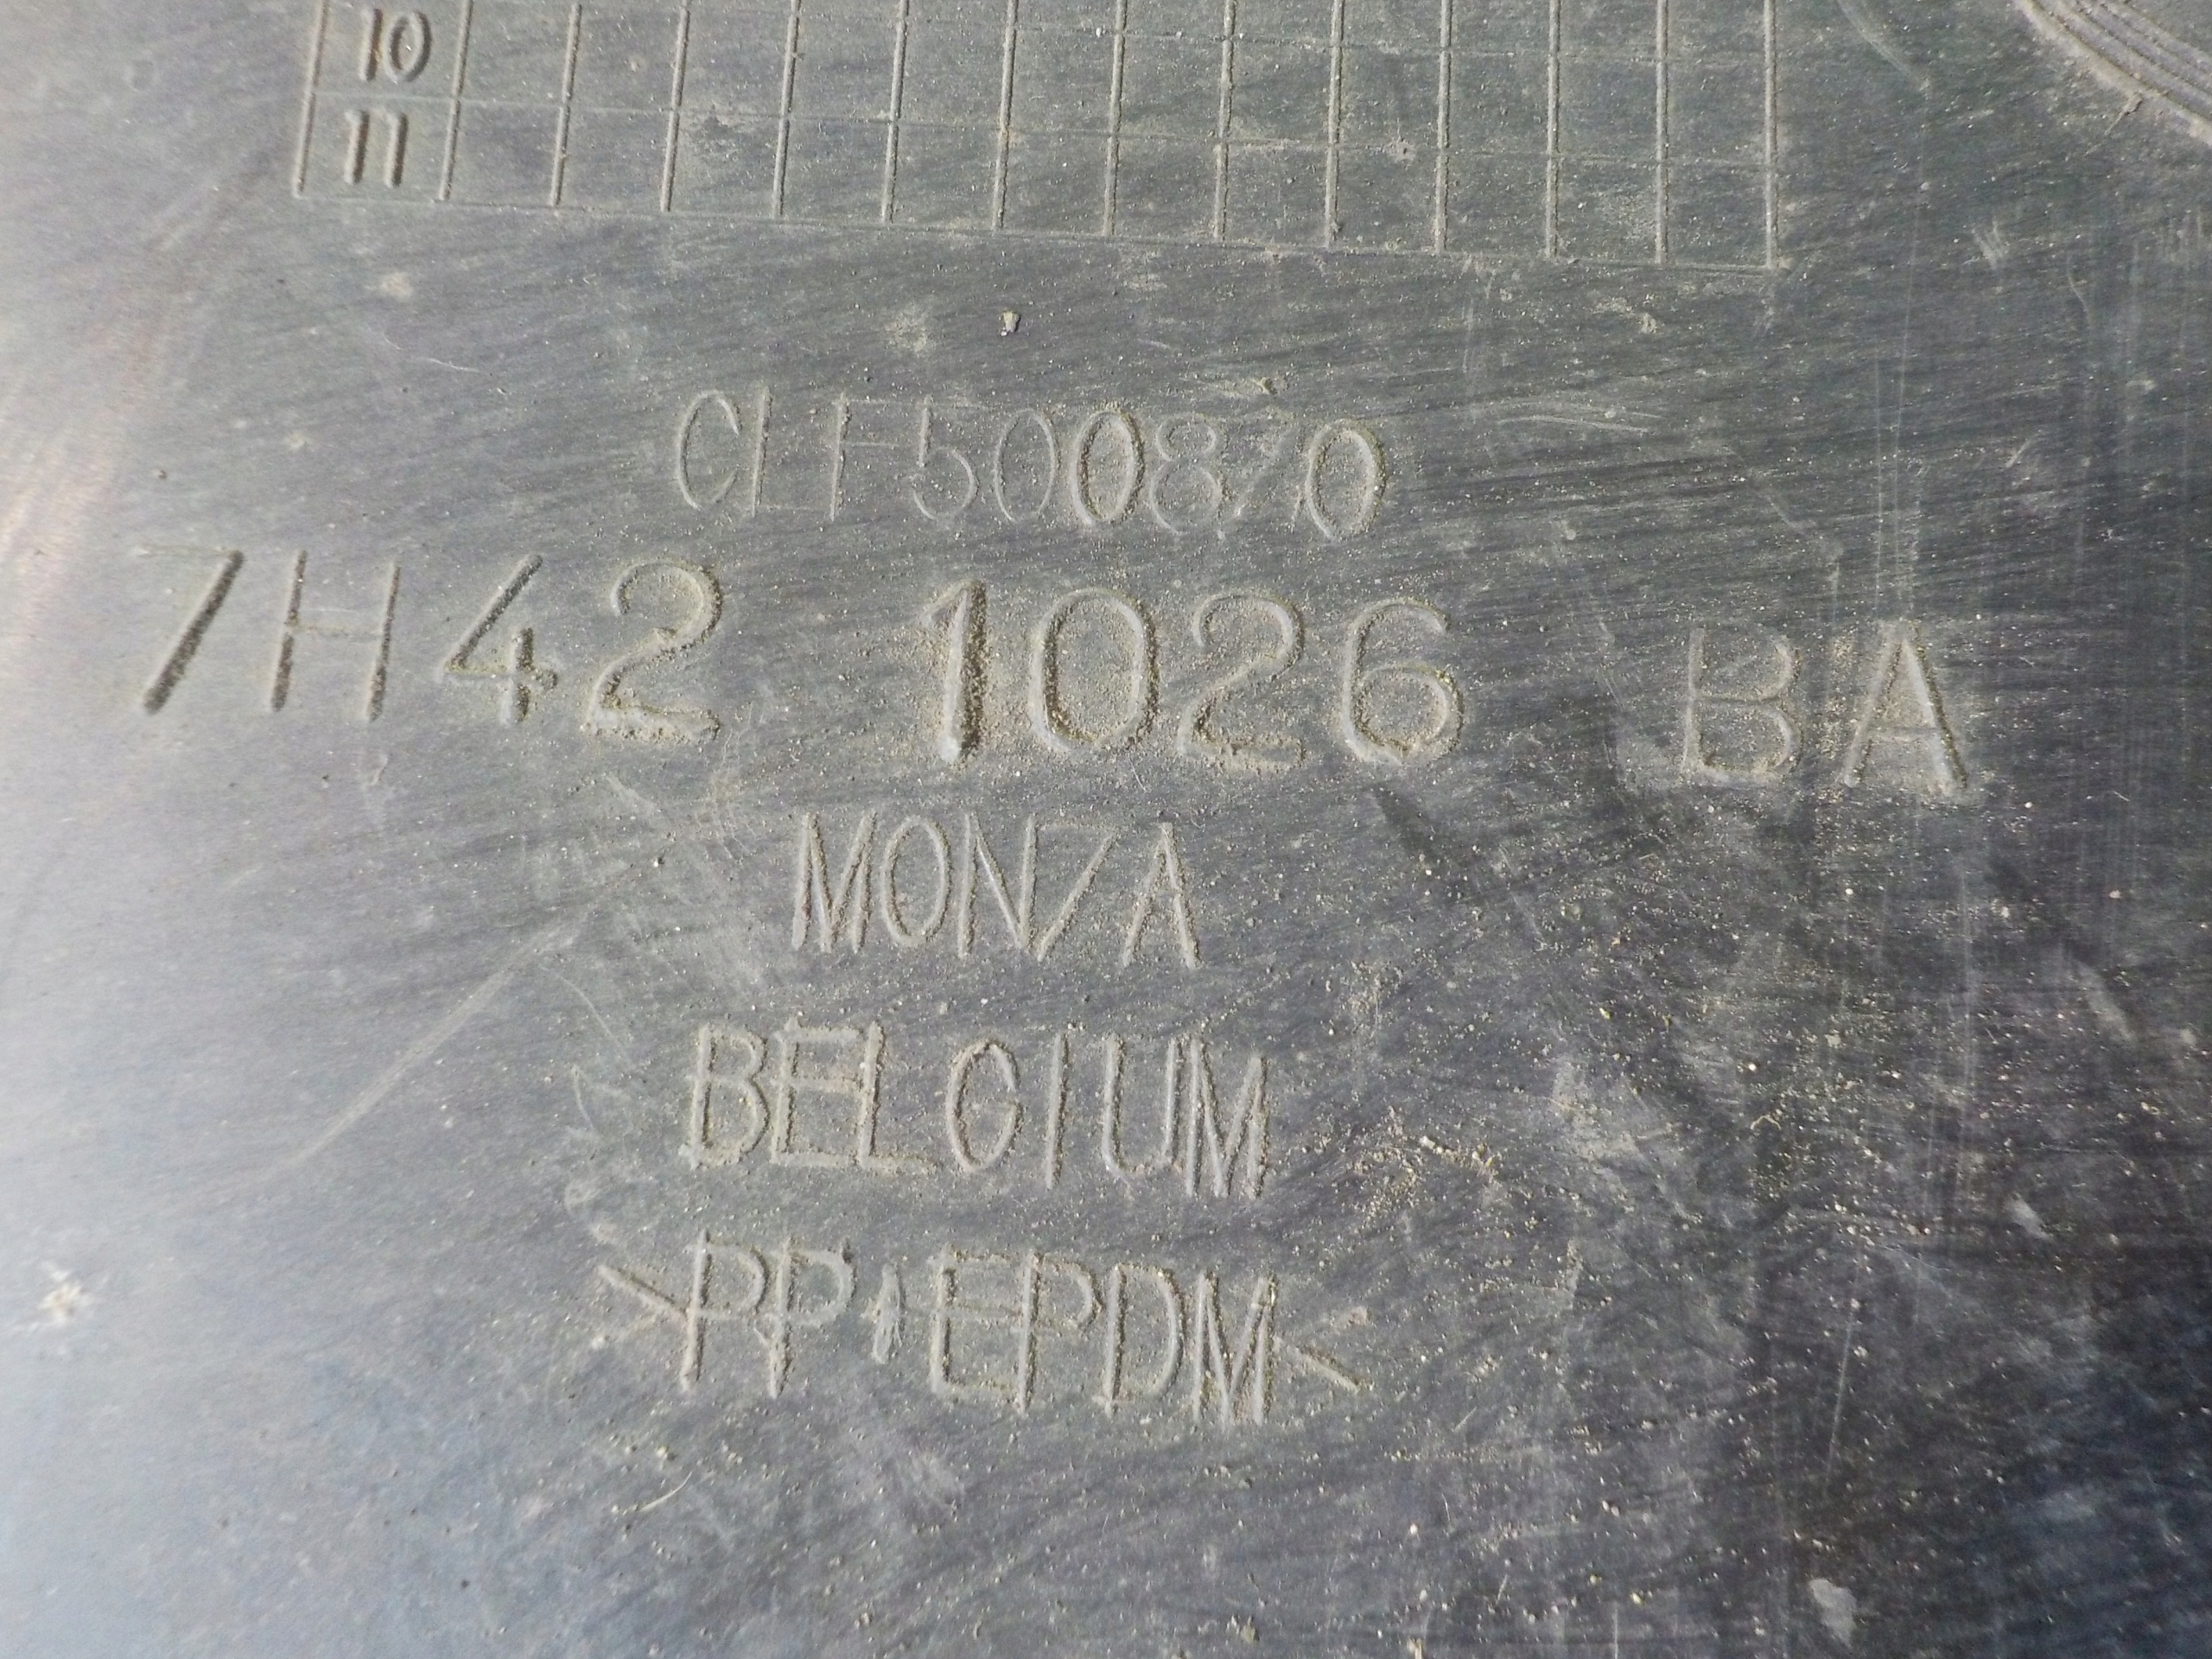 10
11
CLF500870
7H42 1026 BA
MONZA
BELGIUM
>PP+EPDM<